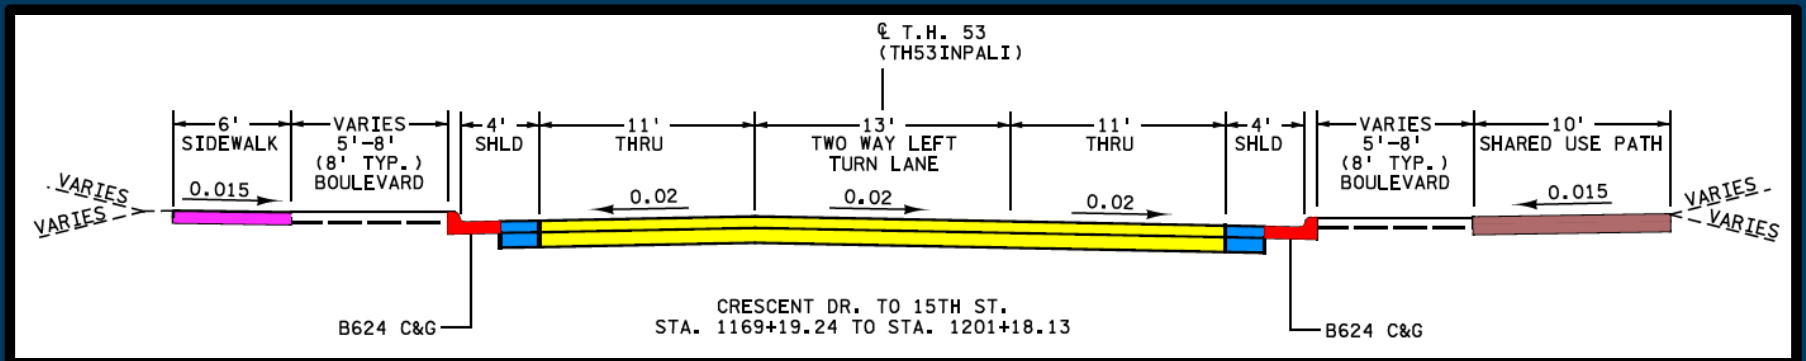 ℄ T.H. 53
(TH53INPALI)
6'
SIDEWALK
VARIES
5'-8'
(8' TYP.)
BOULEVARD
4'
SHLD
11'
THRU
13'
TWO WAY LEFT
TURN LANE
11'
THRU
4'
SHLD
VARIES
5'-8'
(8' TYP.)
BOULEVARD
10'
SHARED USE PATH
VARIES
VARIES
0.015
0.02
0.02
0.02
0.015
VARIES
VARIES
B624 C&G
CRESCENT DR. TO 15TH ST.
STA. 1169+19.24 TO STA. 1201+18.13
B624 C&G